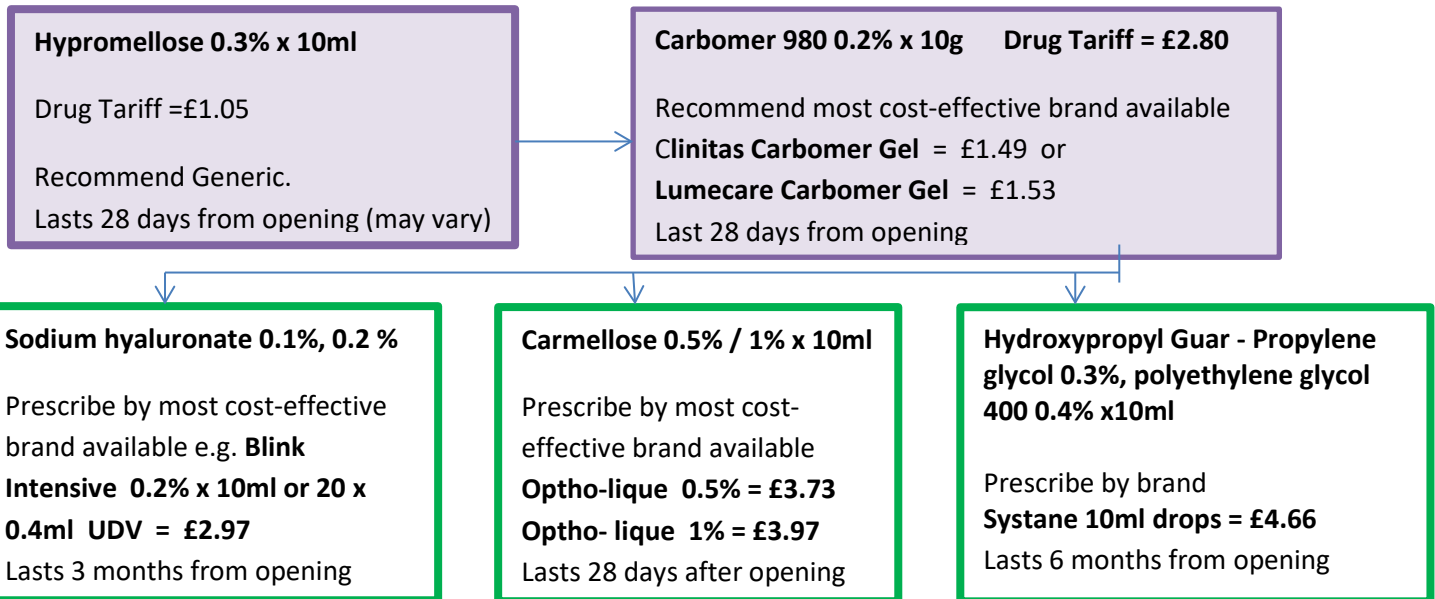 Hypromellose 0.3% x 10ml
Drug Tariff =£1.05
Recommend Generic.
Lasts 28 days from opening (may vary)
Carbomer 980 0.2% x 10g Drug Tariff = £2.80
Recommend most cost-effective brand available
Clinitas Carbomer Gel = £1.49 or
Lumecare Carbomer Gel = £1.53
Last 28 days from opening
Sodium hyaluronate 0.1%, 0.2 %
Prescribe by most cost-effective
brand available e.g. Blink
Intensive 0.2% x 10ml or 20 x
0.4ml UDV = £2.97
Lasts 3 months from opening
Carmellose 0.5% / 1% x 10ml
Prescribe by most cost-
effective brand available
Optho-lique 0.5% = £3.73
Optho- lique 1% = £3.97
Lasts 28 days after opening
Hydroxypropyl Guar - Propylene
glycol 0.3%, polyethylene glycol
400 0.4% x10ml
Prescribe by brand
Systane 10ml drops = £4.66
Lasts 6 months from opening